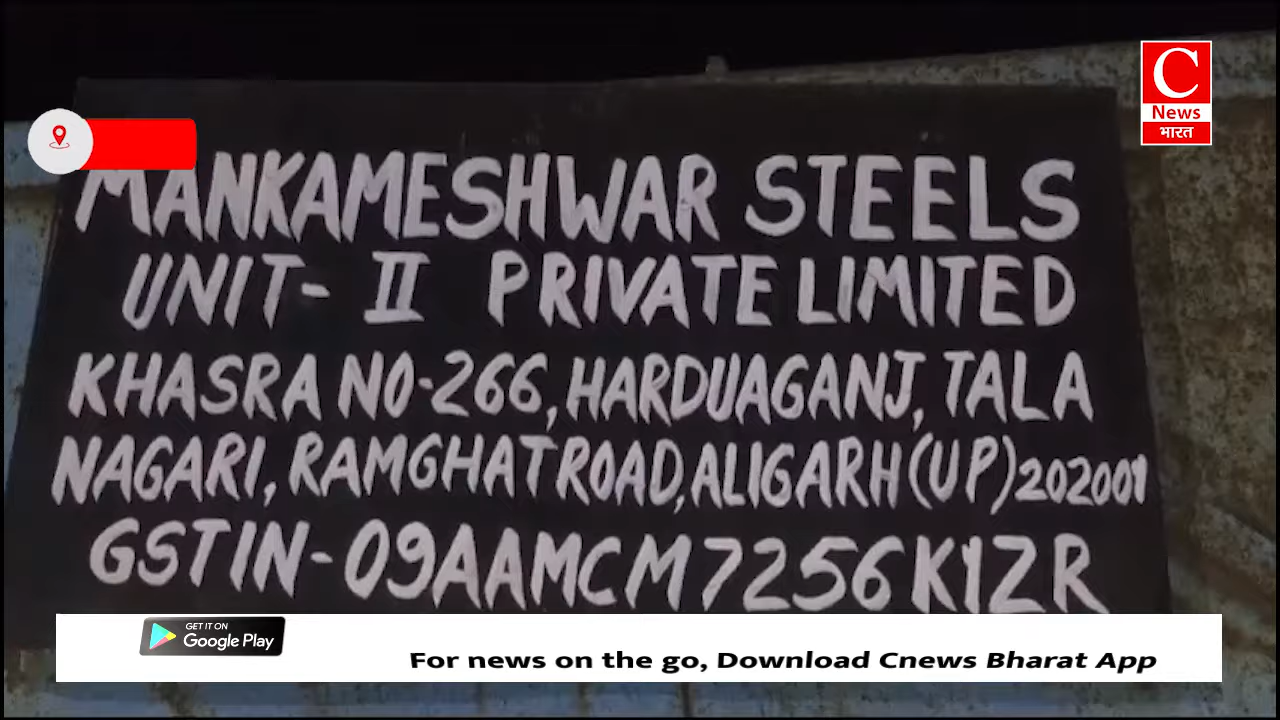 C
News
भारत
MANKAMESHWAR STEELS
UNIT- II PRIVATE LIMITED
KHASRA NO-266, HARDUAGANJ, TALA
NAGARI, RAMGHAT ROAD, ALIGARH (UP) 202001
GSTIN-09AAMCM7256K1ZR
GET IT ON
Google Play
For news on the go, Download Cnews Bharat App